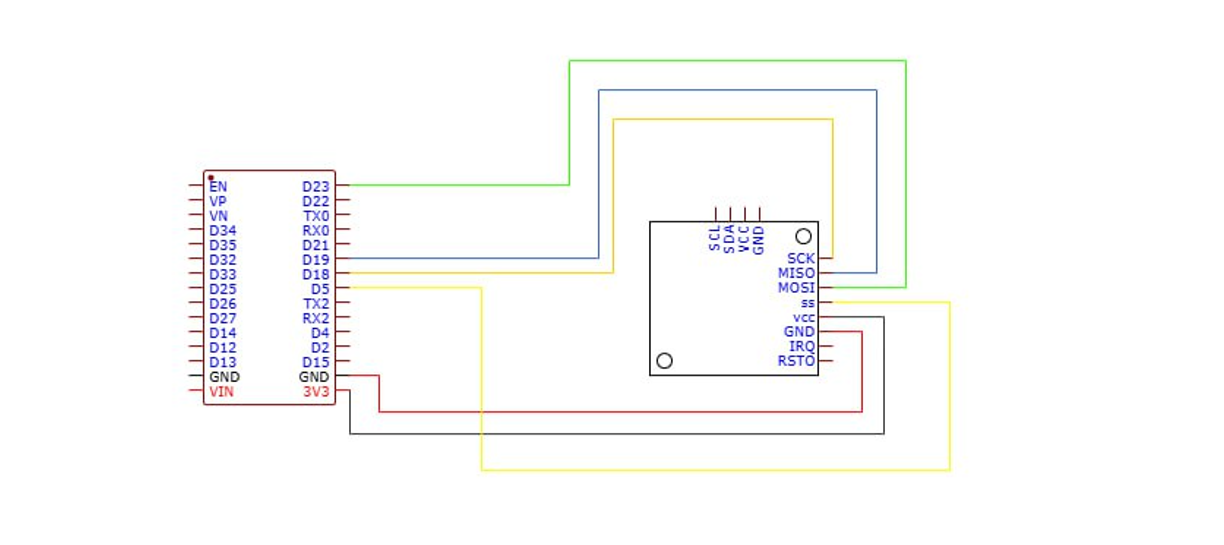 EN D23
VP D22
VN TX0
D34 RX0
D35 D21
D32 D19
D33 D18
D25 D5
D26 TX2
D27 RX2
D14 D4
D12 D2
D13 D15
GND GND
VIN 3V3
SCL
SDA
VCC
GND
SCK
MISO
MOSI
ss
vcc
GND
IRQ
RSTO